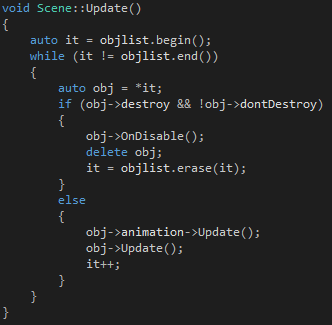 void Scene::Update()
{
    auto it = objlist.begin();
    while (it != objlist.end())
    {
        auto obj = *it;
        if (obj->destroy && !obj->dontDestroy)
        {
            obj->OnDisable();
            delete obj;
            it = objlist.erase(it);
        }
        else
        {
            obj->animation->Update();
            obj->Update();
            it++;
        }
    }
}